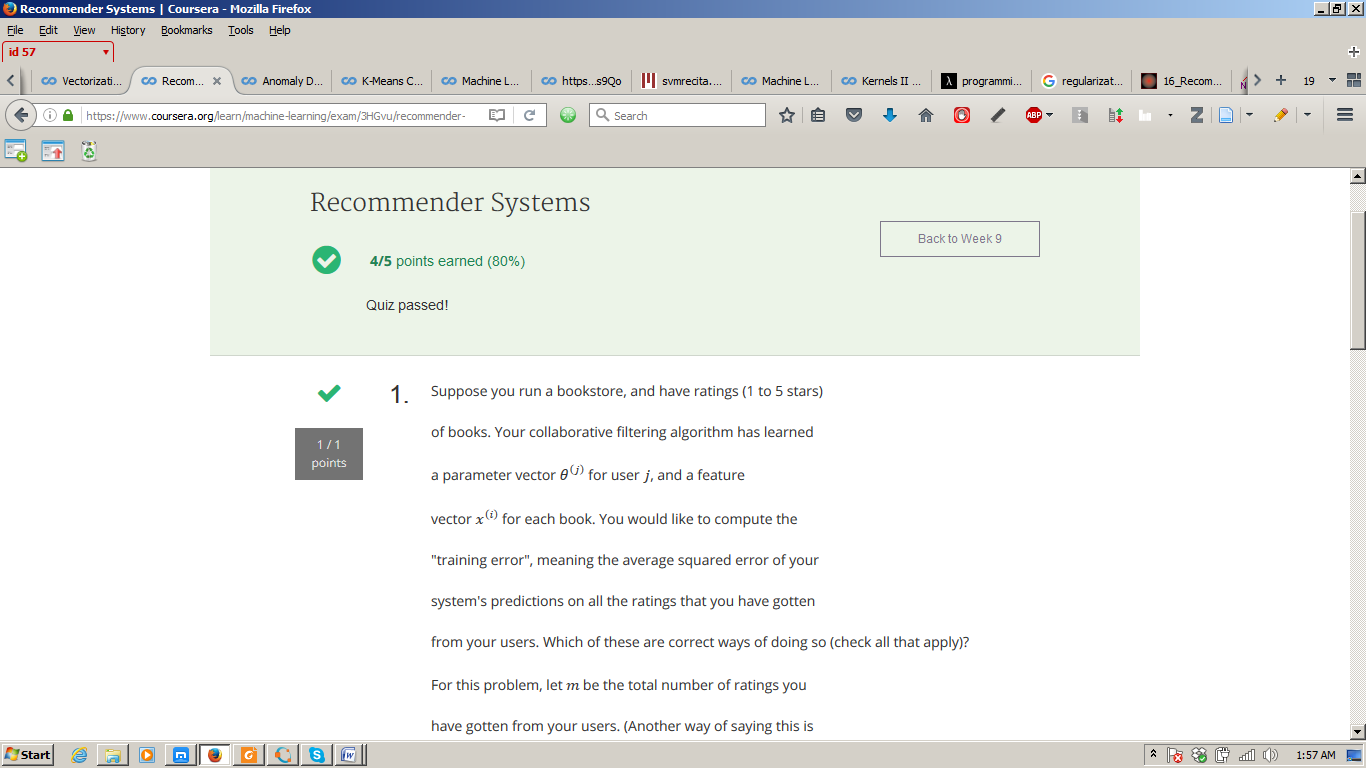 Recommender Systems | Coursera - Mozilla Firefox
File Edit View History Bookmarks Tools Help
id 57
Vectorizati... Recom... Anomaly D... K-Means C... Machine L... https...s9Qo svmrecita.... Machine L... Kernels II ... programmi... regularizat... 16_Recom... 19
https://www.coursera.org/learn/machine-learning/exam/3HGvu/recommender- Search ABP
Recommender Systems
Back to Week 9
4/5 points earned (80%)
Quiz passed!
1 / 1
points
1. Suppose you run a bookstore, and have ratings (1 to 5 stars)
of books. Your collaborative filtering algorithm has learned
a parameter vector θ^(j) for user j, and a feature
vector x^(i) for each book. You would like to compute the
"training error", meaning the average squared error of your
system's predictions on all the ratings that you have gotten
from your users. Which of these are correct ways of doing so (check all that apply)?
For this problem, let m be the total number of ratings you
have gotten from your users. (Another way of saying this is
Start 1:57 AM